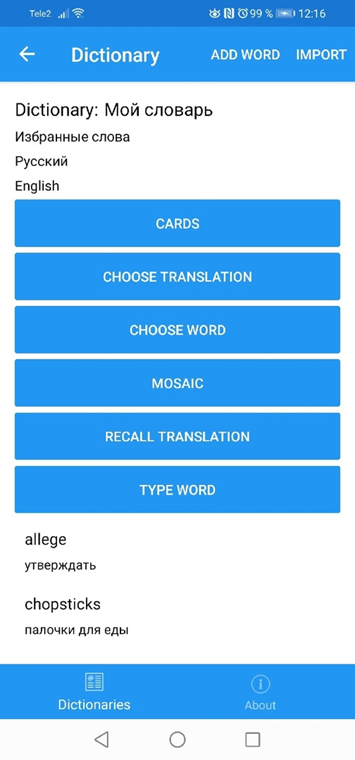 Tele2 99 % 12:16
Dictionary ADD WORD IMPORT
Dictionary: Мой словарь
Избранные слова
Русский
English
CARDS
CHOOSE TRANSLATION
CHOOSE WORD
MOSAIC
RECALL TRANSLATION
TYPE WORD
allege
утверждать
chopsticks
палочки для еды
Dictionaries About